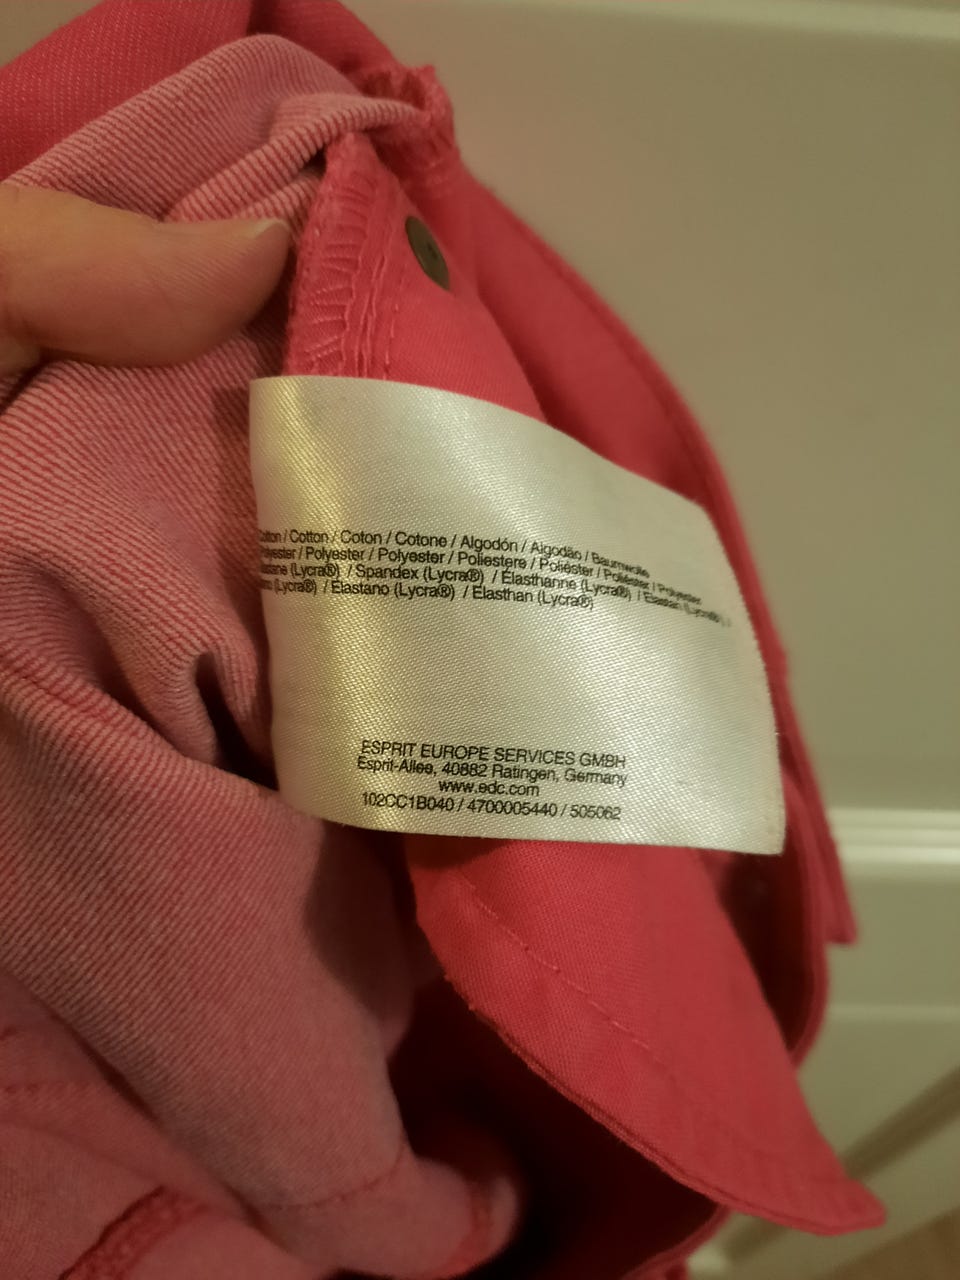 Cotton / Cotton / Coton / Cotone / Algodón / Algodão / Baumwolle
Polyester / Polyester / Polyester / Poliestere / Poliéster / Poliéster / Polyester
/ Spandex (Lycra®) / Élasthanne (Lycra®) / Elastan (Lycra®) /
(Lycra®) / Elastano (Lycra®) / Elasthan (Lycra®)
ESPRIT EUROPE SERVICES GMBH
Esprit-Allee, 40882 Ratingen, Germany
www.edc.com
102CC1B040 / 4700005440 / 505062